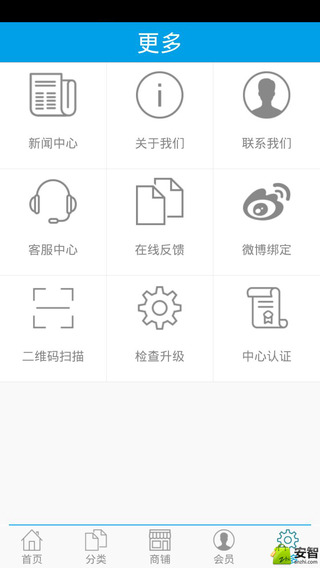 更多
新闻中心 关于我们 联系我们
客服中心 在线反馈 微博绑定
二维码扫描 检查升级 中心认证
首页 分类 商铺 会员
安智
anzhi.com